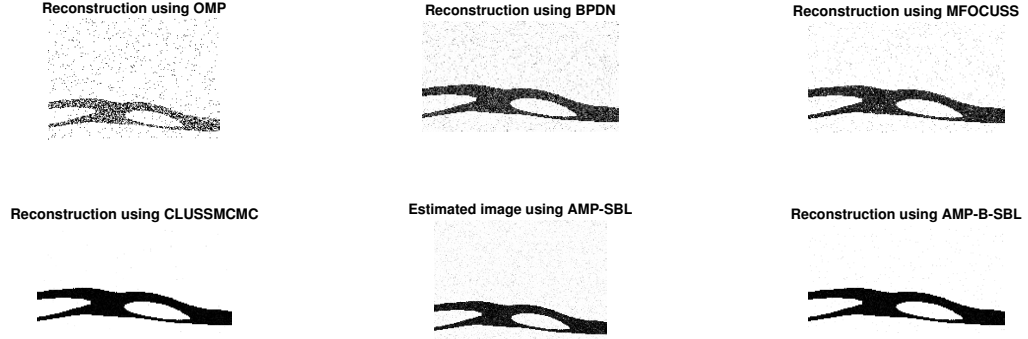 Reconstruction using OMP
Reconstruction using BPDN
Reconstruction using MFOCUSS
Reconstruction using CLUSSMCMC
Estimated image using AMP-SBL
Reconstruction using AMP-B-SBL